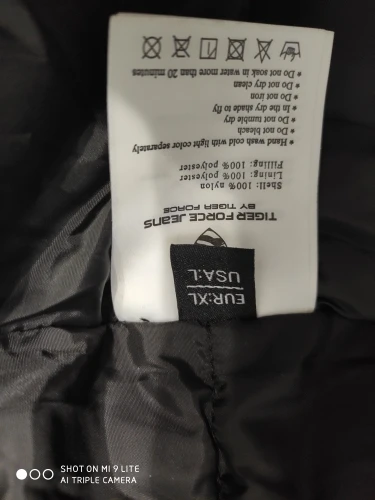 EUR:XL
USA:L
TIGER FORCE JEANS
BY TIGER FORCE
Shell: 100% nylon
Lining: 100% polyester
Filling: 100% polyester
* Hand wash cold with light color separately
* Do not bleach
* Do not tumble dry
* In the shade to fly dry
* Do not iron
* Do not dry clean
* Do not soak in water more than 20 minutes
SHOT ON MI 9 LITE
AI TRIPLE CAMERA